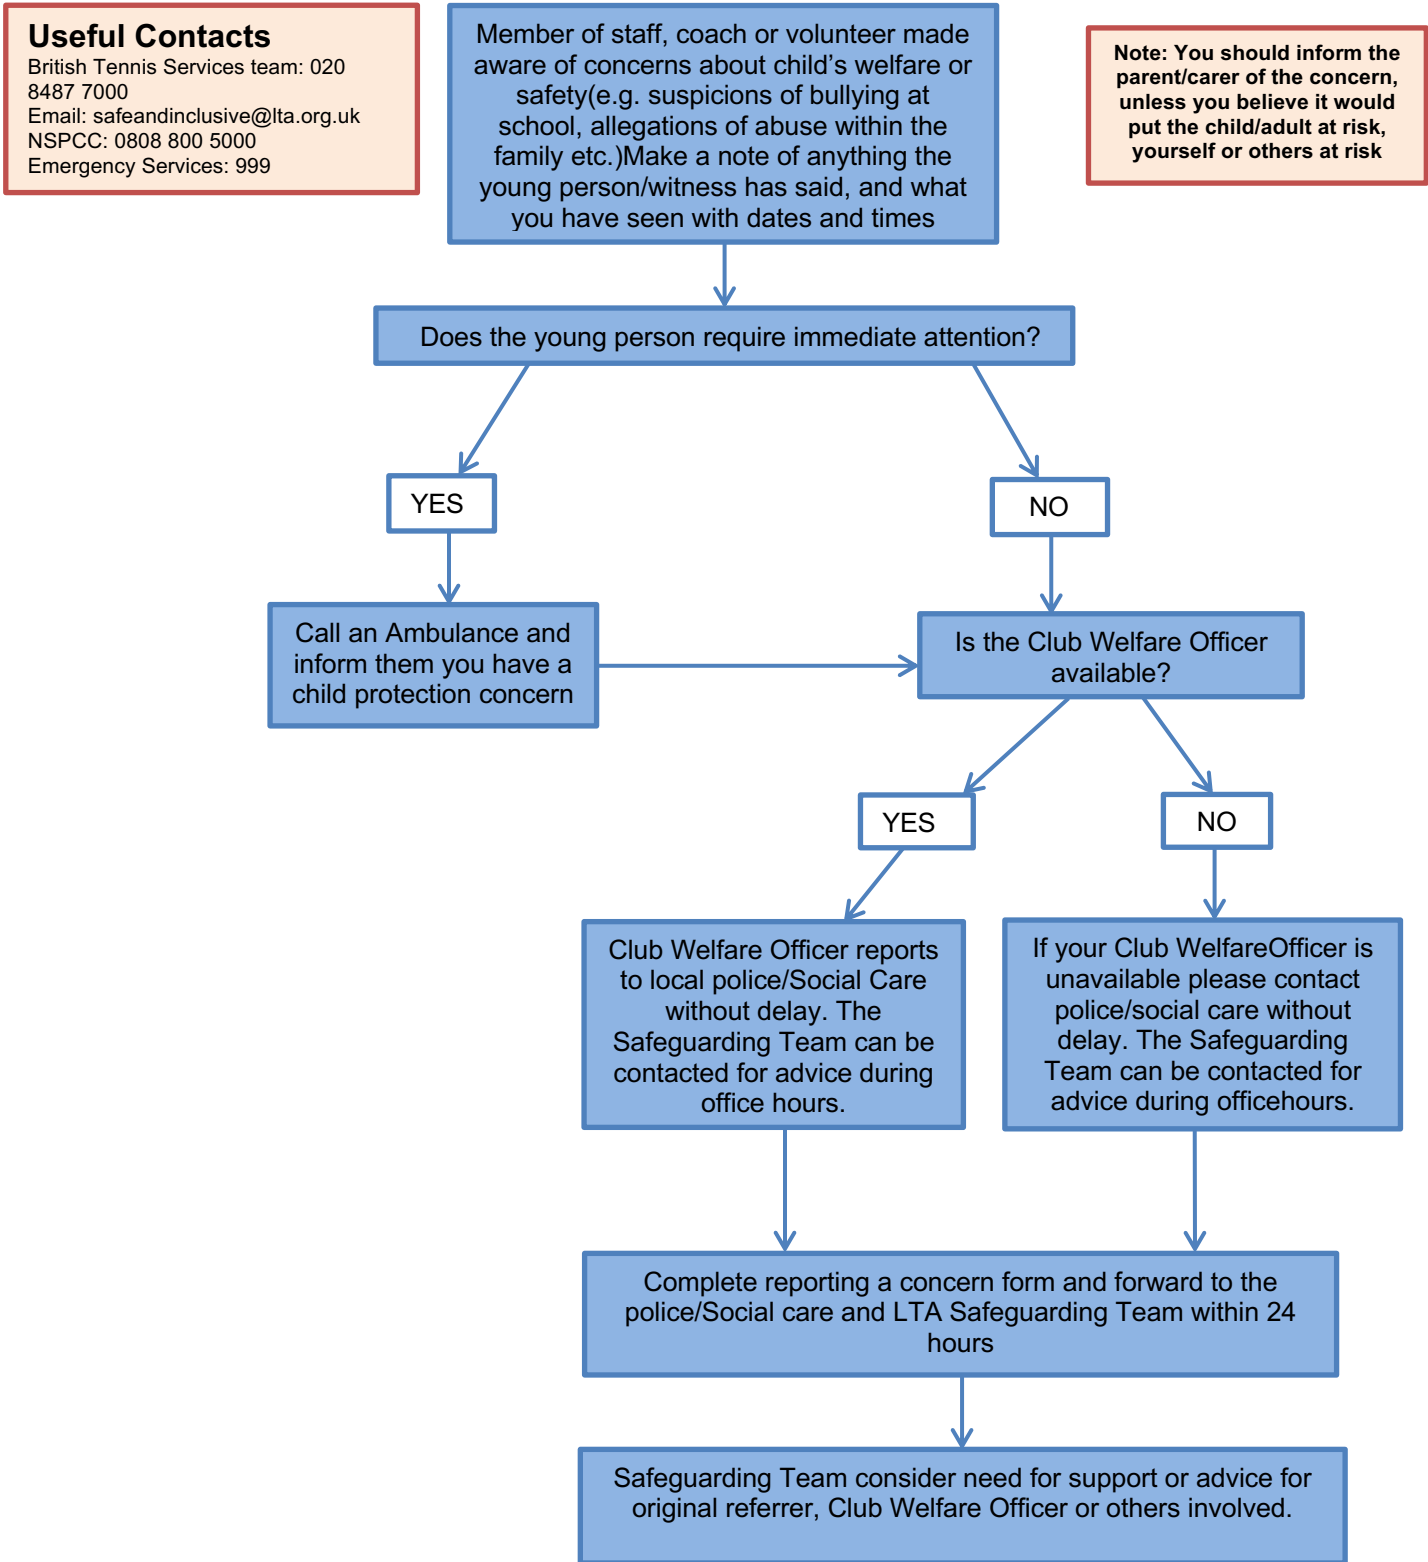 Useful Contacts
British Tennis Services team: 020
8487 7000
Email: safeandinclusive@lta.org.uk
NSPCC: 0808 800 5000
Emergency Services: 999
Member of staff, coach or volunteer made
aware of concerns about child’s welfare or
safety(e.g. suspicions of bullying at
school, allegations of abuse within the
family etc.)Make a note of anything the
young person/witness has said, and what
you have seen with dates and times
Note: You should inform the
parent/carer of the concern,
unless you believe it would
put the child/adult at risk,
yourself or others at risk
Does the young person require immediate attention?
YES
NO
Call an Ambulance and
inform them you have a
child protection concern
Is the Club Welfare Officer
available?
YES
NO
Club Welfare Officer reports
to local police/Social Care
without delay. The
Safeguarding Team can be
contacted for advice during
office hours.
If your Club WelfareOfficer is
unavailable please contact
police/social care without
delay. The Safeguarding
Team can be contacted for
advice during officehours.
Complete reporting a concern form and forward to the
police/Social care and LTA Safeguarding Team within 24
hours
Safeguarding Team consider need for support or advice for
original referrer, Club Welfare Officer or others involved.